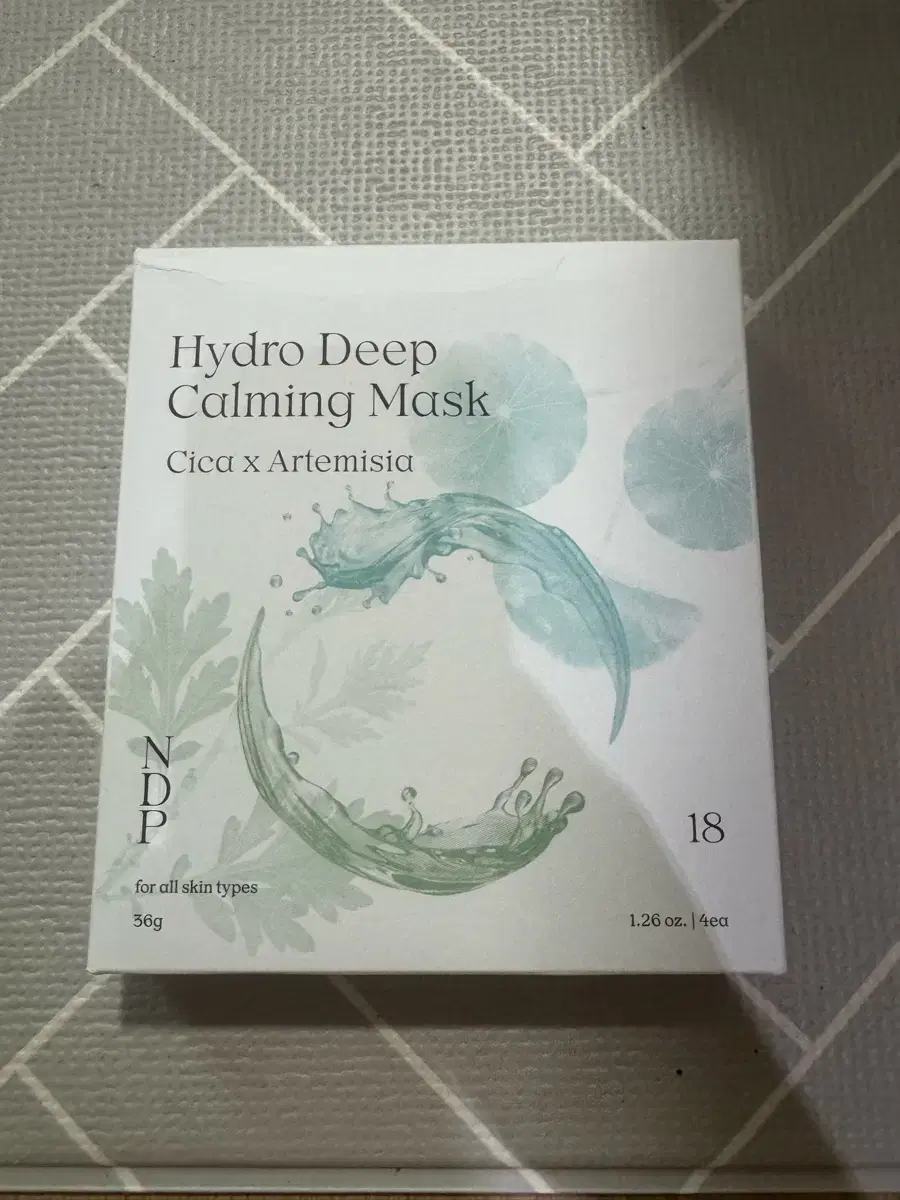 Hydro Deep
Calming Mask
Cica x Artemisia
N
D
P
18
for all skin types
36g
1.26 oz. | 4ea